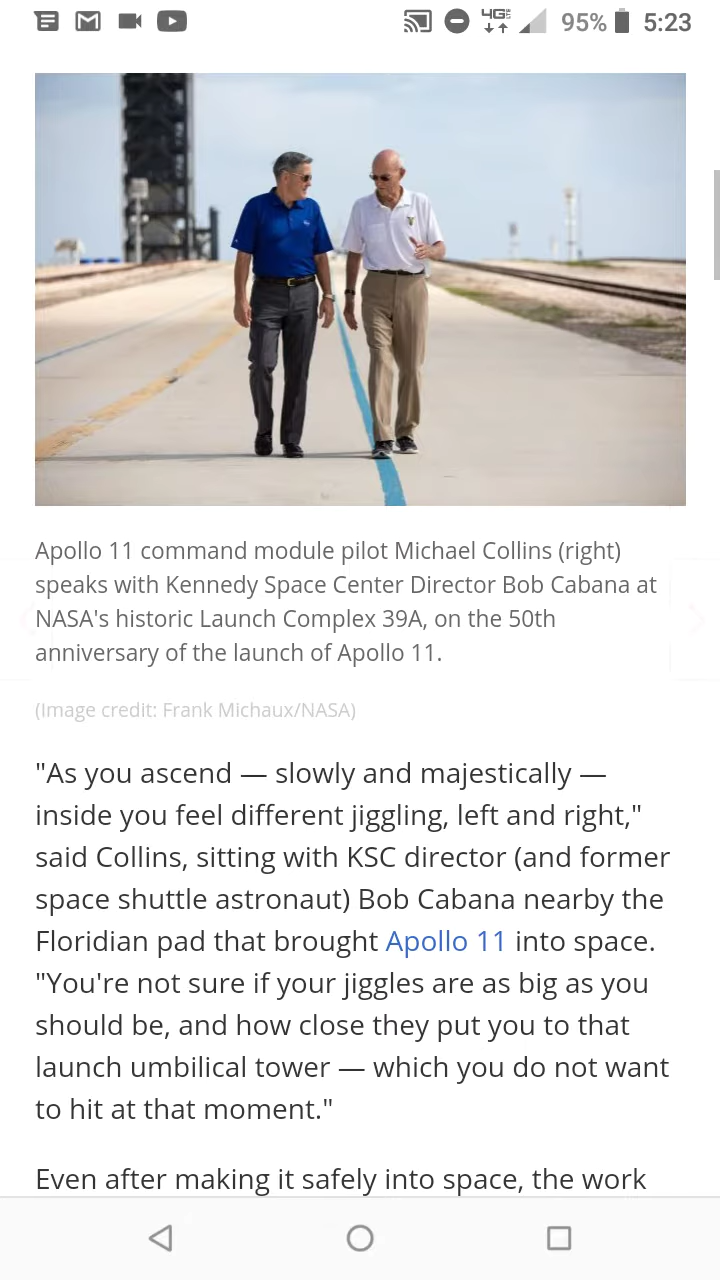 4G 95% 5:23
Apollo 11 command module pilot Michael Collins (right)
speaks with Kennedy Space Center Director Bob Cabana at
NASA's historic Launch Complex 39A, on the 50th
anniversary of the launch of Apollo 11.
(Image credit: Frank Michaux/NASA)
"As you ascend — slowly and majestically —
inside you feel different jiggling, left and right,"
said Collins, sitting with KSC director (and former
space shuttle astronaut) Bob Cabana nearby the
Floridian pad that brought Apollo 11 into space.
"You're not sure if your jiggles are as big as you
should be, and how close they put you to that
launch umbilical tower — which you do not want
to hit at that moment."
Even after making it safely into space, the work